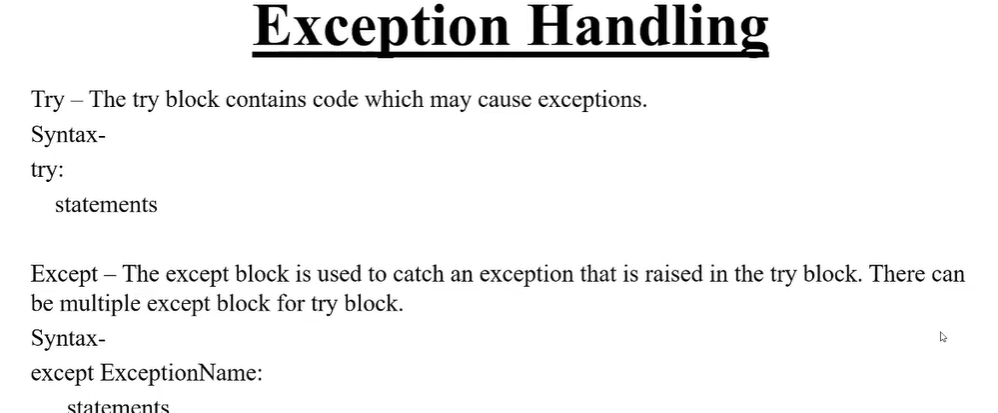 Exception Handling
Try – The try block contains code which may cause exceptions.
Syntax-
try:
statements
Except – The except block is used to catch an exception that is raised in the try block. There can
be multiple except block for try block.
Syntax-
except ExceptionName:
statements